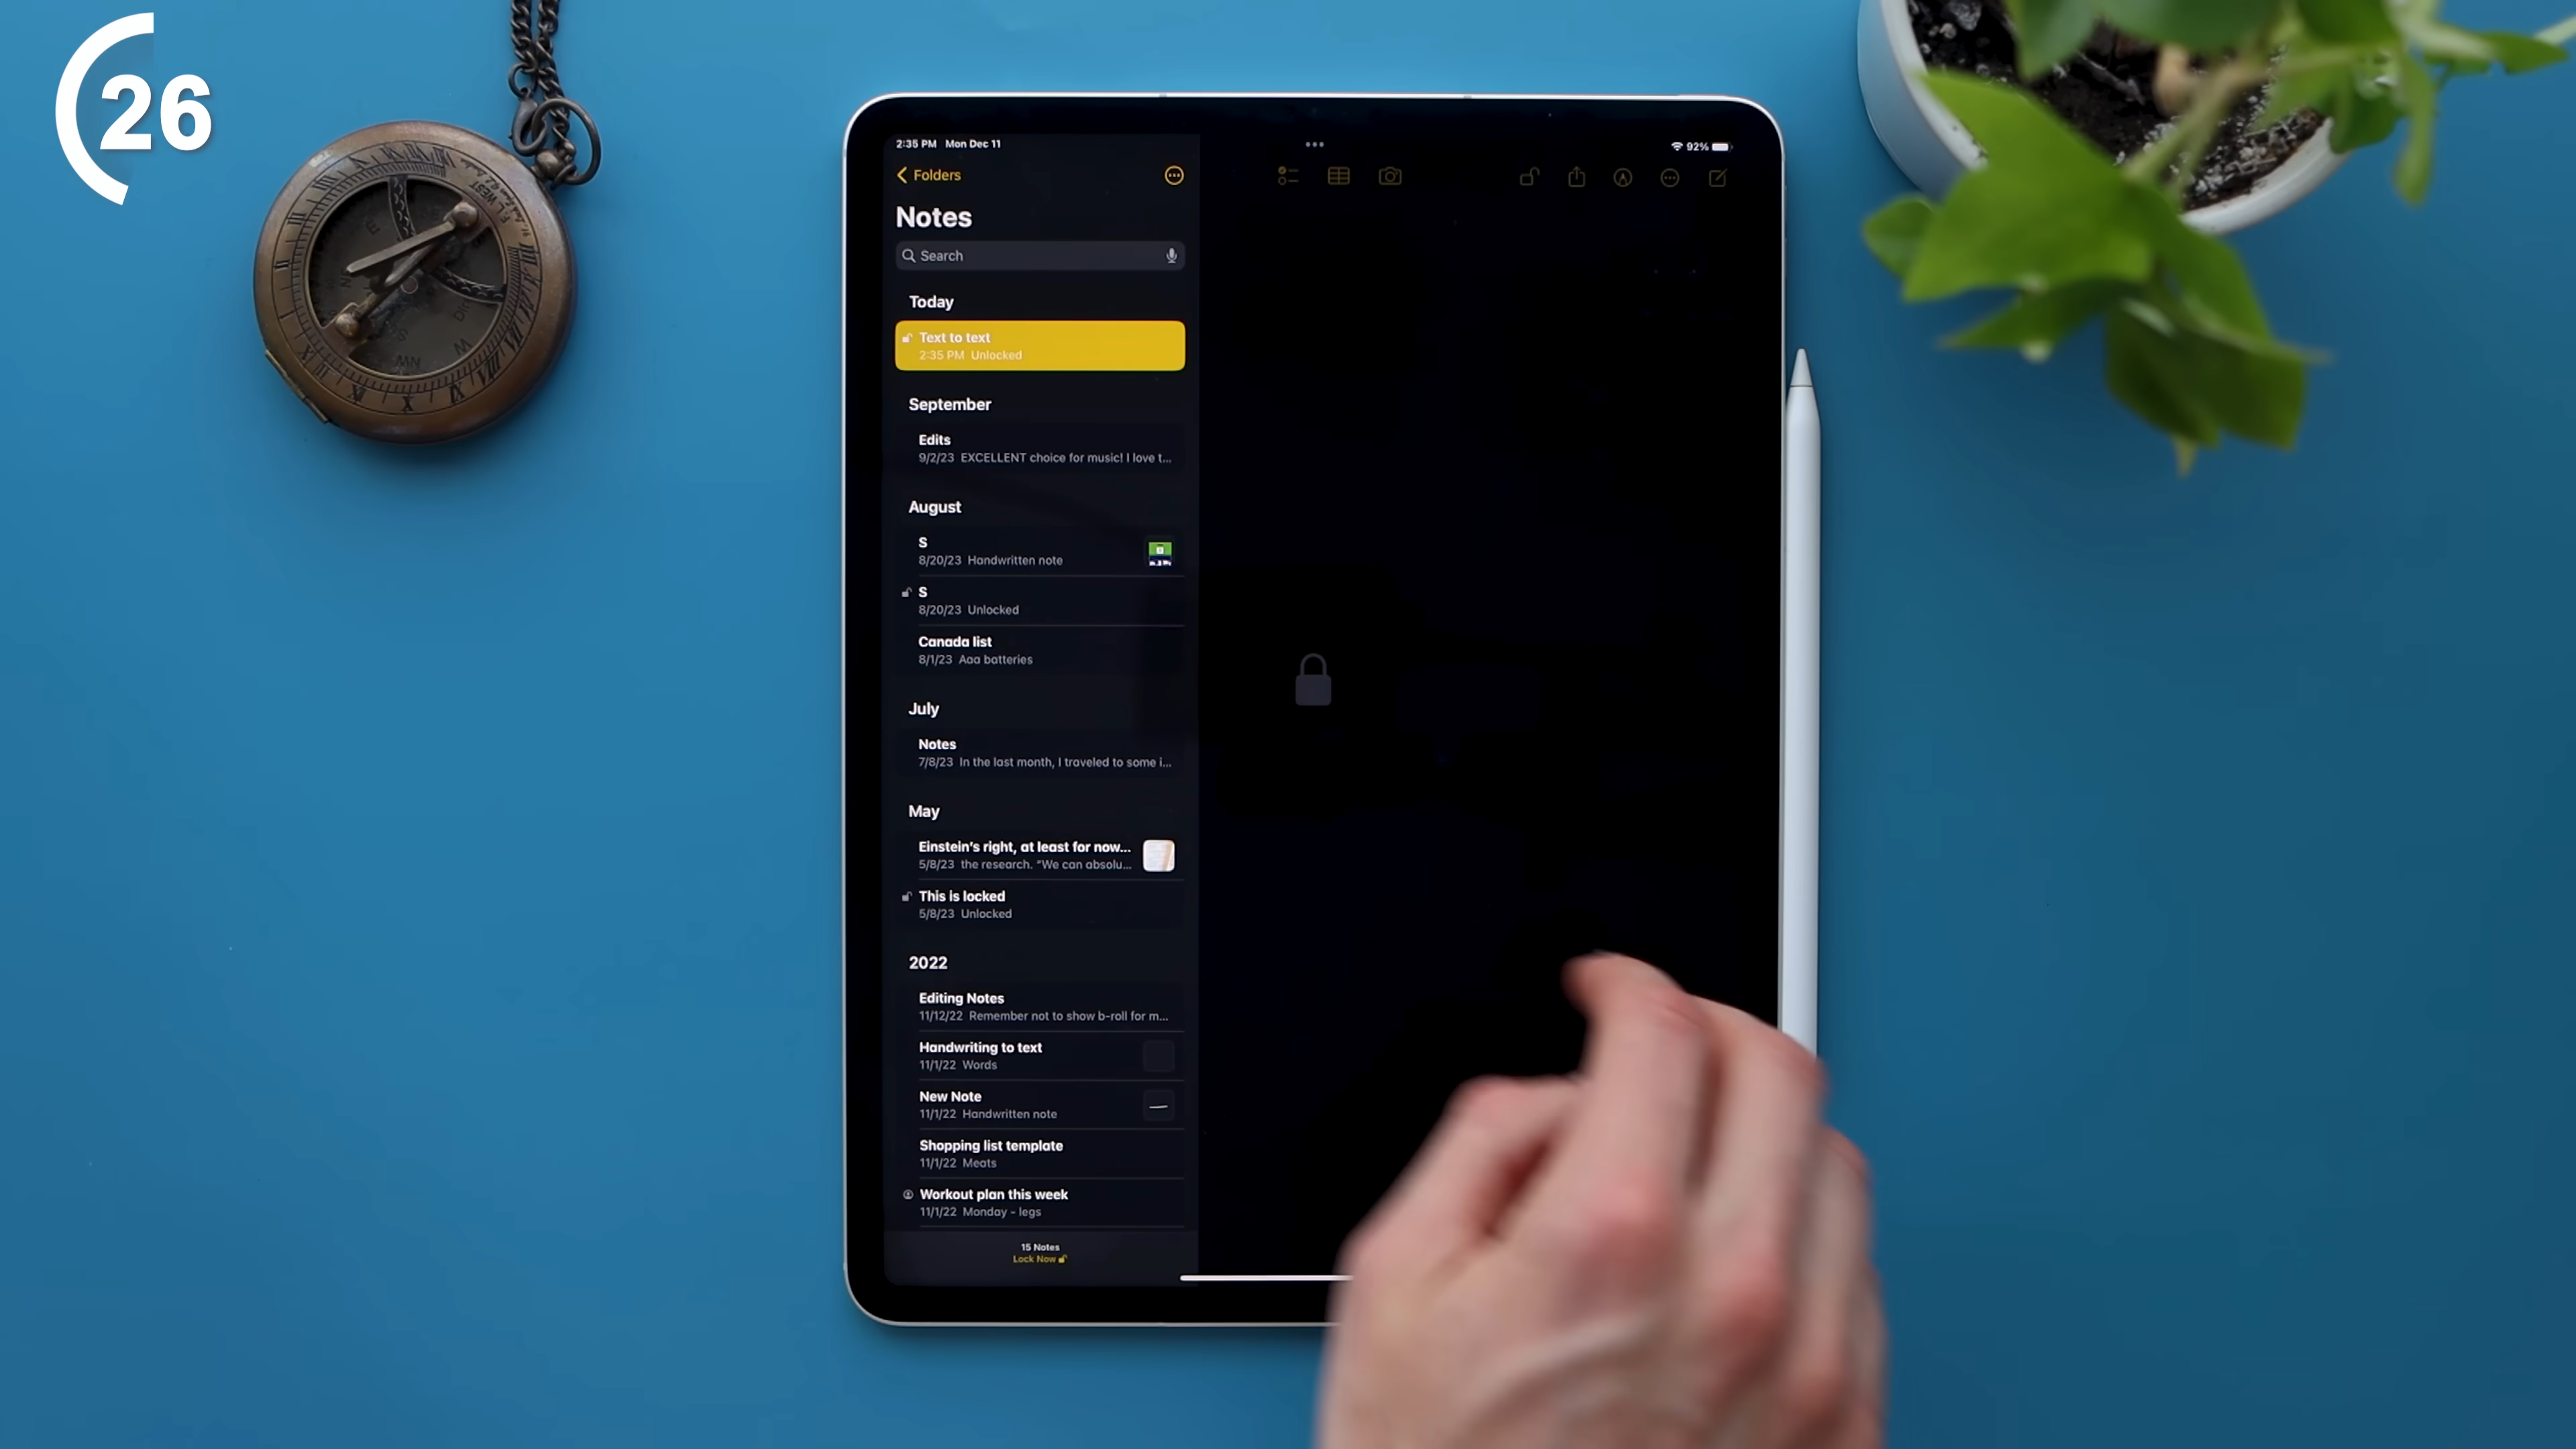 26
2:35 PM Mon Dec 11
92%
Folders
Notes
Search
Today
Text to text
2:35 PM Unlocked
September
Edits
9/2/23 EXCELLENT choice for music! I love t...
August
S
8/20/23 Handwritten note
S
8/20/23 Unlocked
Canada list
8/1/23 Aaa batteries
July
Notes
7/8/23 In the last month, I traveled to some i...
May
Einstein's right, at least for now...
5/8/23 the research. "We can absolu...
This is locked
5/8/23 Unlocked
2022
Editing Notes
11/12/22 Remember not to show b-roll for m...
Handwriting to text
11/1/22 Words
New Note
11/1/22 Handwritten note
Shopping list template
11/1/22 Meats
Workout plan this week
11/1/22 Monday - legs
15 Notes
Lock Now
F.L WEST
NW
W